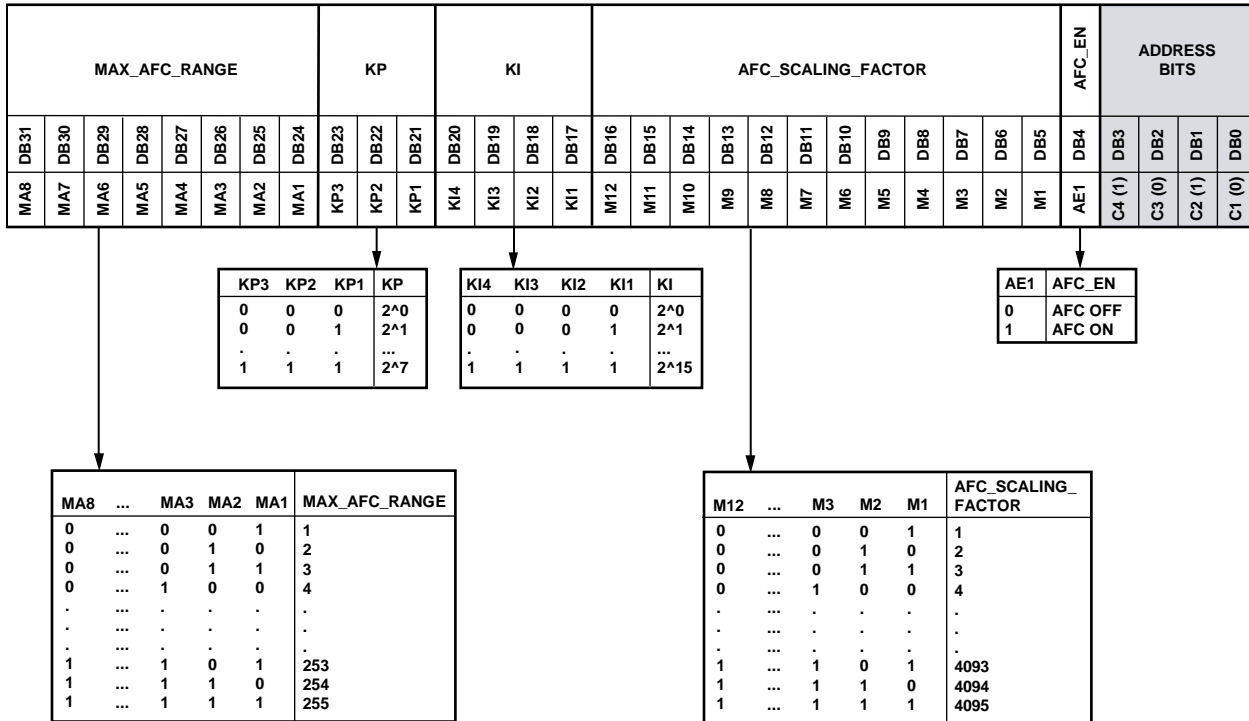 MAX_AFC_RANGE KP KI AFC_SCALING_FACTOR AFC_EN ADDRESS
BITS
DB31 DB30 DB29 DB28 DB27 DB26 DB25 DB24 DB23 DB22 DB21 DB20 DB19 DB18 DB17 DB16 DB15 DB14 DB13 DB12 DB11 DB10 DB9 DB8 DB7 DB6 DB5 DB4 DB3 DB2 DB1 DB0
MA8 MA7 MA6 MA5 MA4 MA3 MA2 MA1 KP3 KP2 KP1 KI4 KI3 KI2 KI1 M12 M11 M10 M9 M8 M7 M6 M5 M4 M3 M2 M1 AE1 C4 (1) C3 (0) C2 (1) C1 (0)
KP3 KP2 KP1 KP
0 0 0 2^0
0 0 1 2^1
. . . ...
1 1 1 2^7
KI4 KI3 KI2 KI1 KI
0 0 0 0 2^0
0 0 0 1 2^1
. . . . ...
1 1 1 1 2^15
AE1 AFC_EN
0 AFC OFF
1 AFC ON
MA8 ... MA3 MA2 MA1 MAX_AFC_RANGE
0 ... 0 0 1 1
0 ... 0 1 0 2
0 ... 0 1 1 3
0 ... 1 0 0 4
. ... . . . .
. ... . . . .
. ... . . . .
1 ... 1 0 1 253
1 ... 1 1 0 254
1 ... 1 1 1 255
AFC_SCALING_
M12 ... M3 M2 M1 FACTOR
0 ... 0 0 1 1
0 ... 0 1 0 2
0 ... 0 1 1 3
0 ... 1 0 0 4
. ... . . . .
. ... . . . .
. ... . . . .
1 ... 1 0 1 4093
1 ... 1 1 0 4094
1 ... 1 1 1 4095